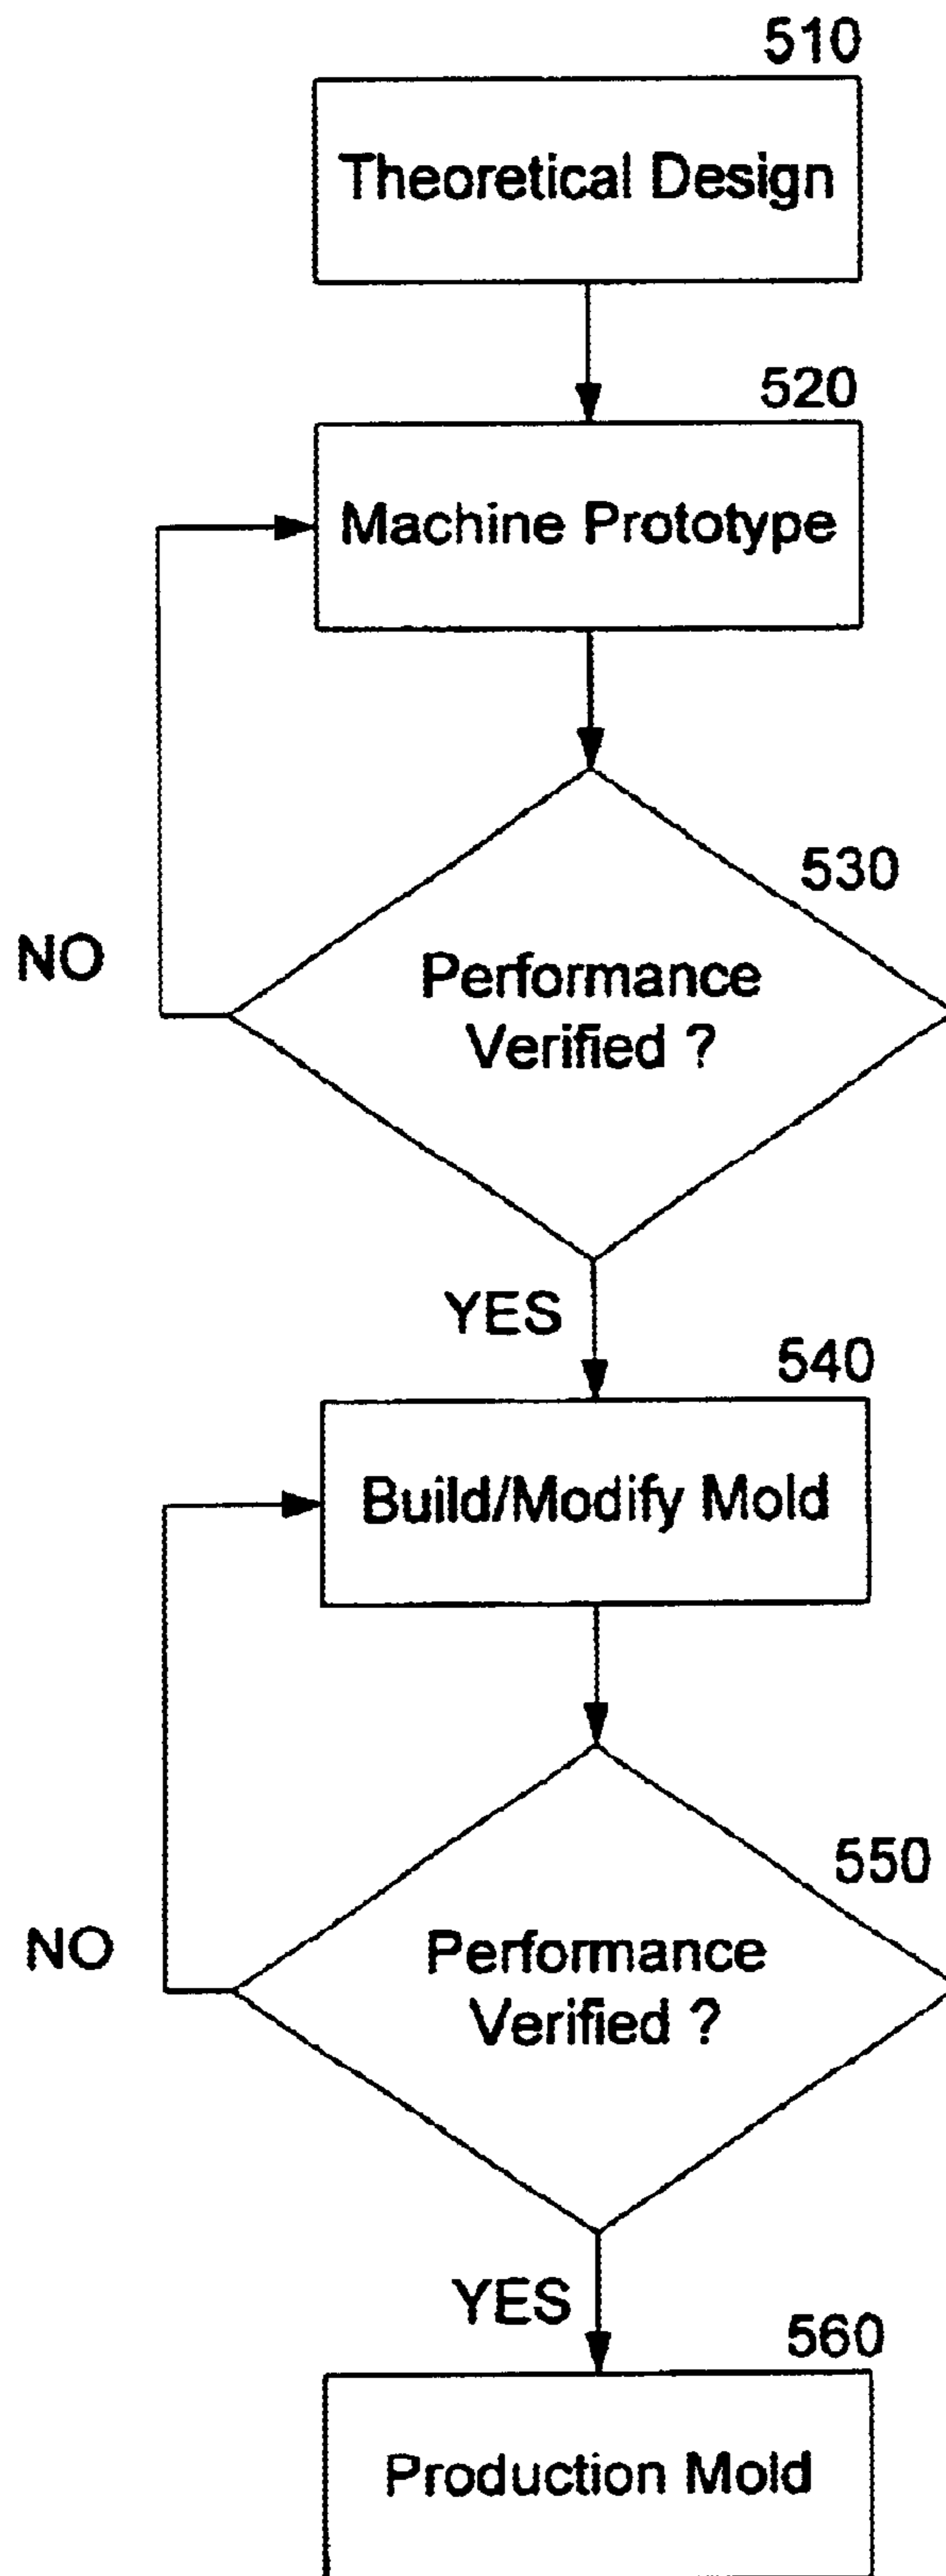 510
Theoretical Design
520
Machine Prototype
530
NO
Performance
Verified ?
YES
540
Build/Modify Mold
550
NO
Performance
Verified ?
YES
560
Production Mold